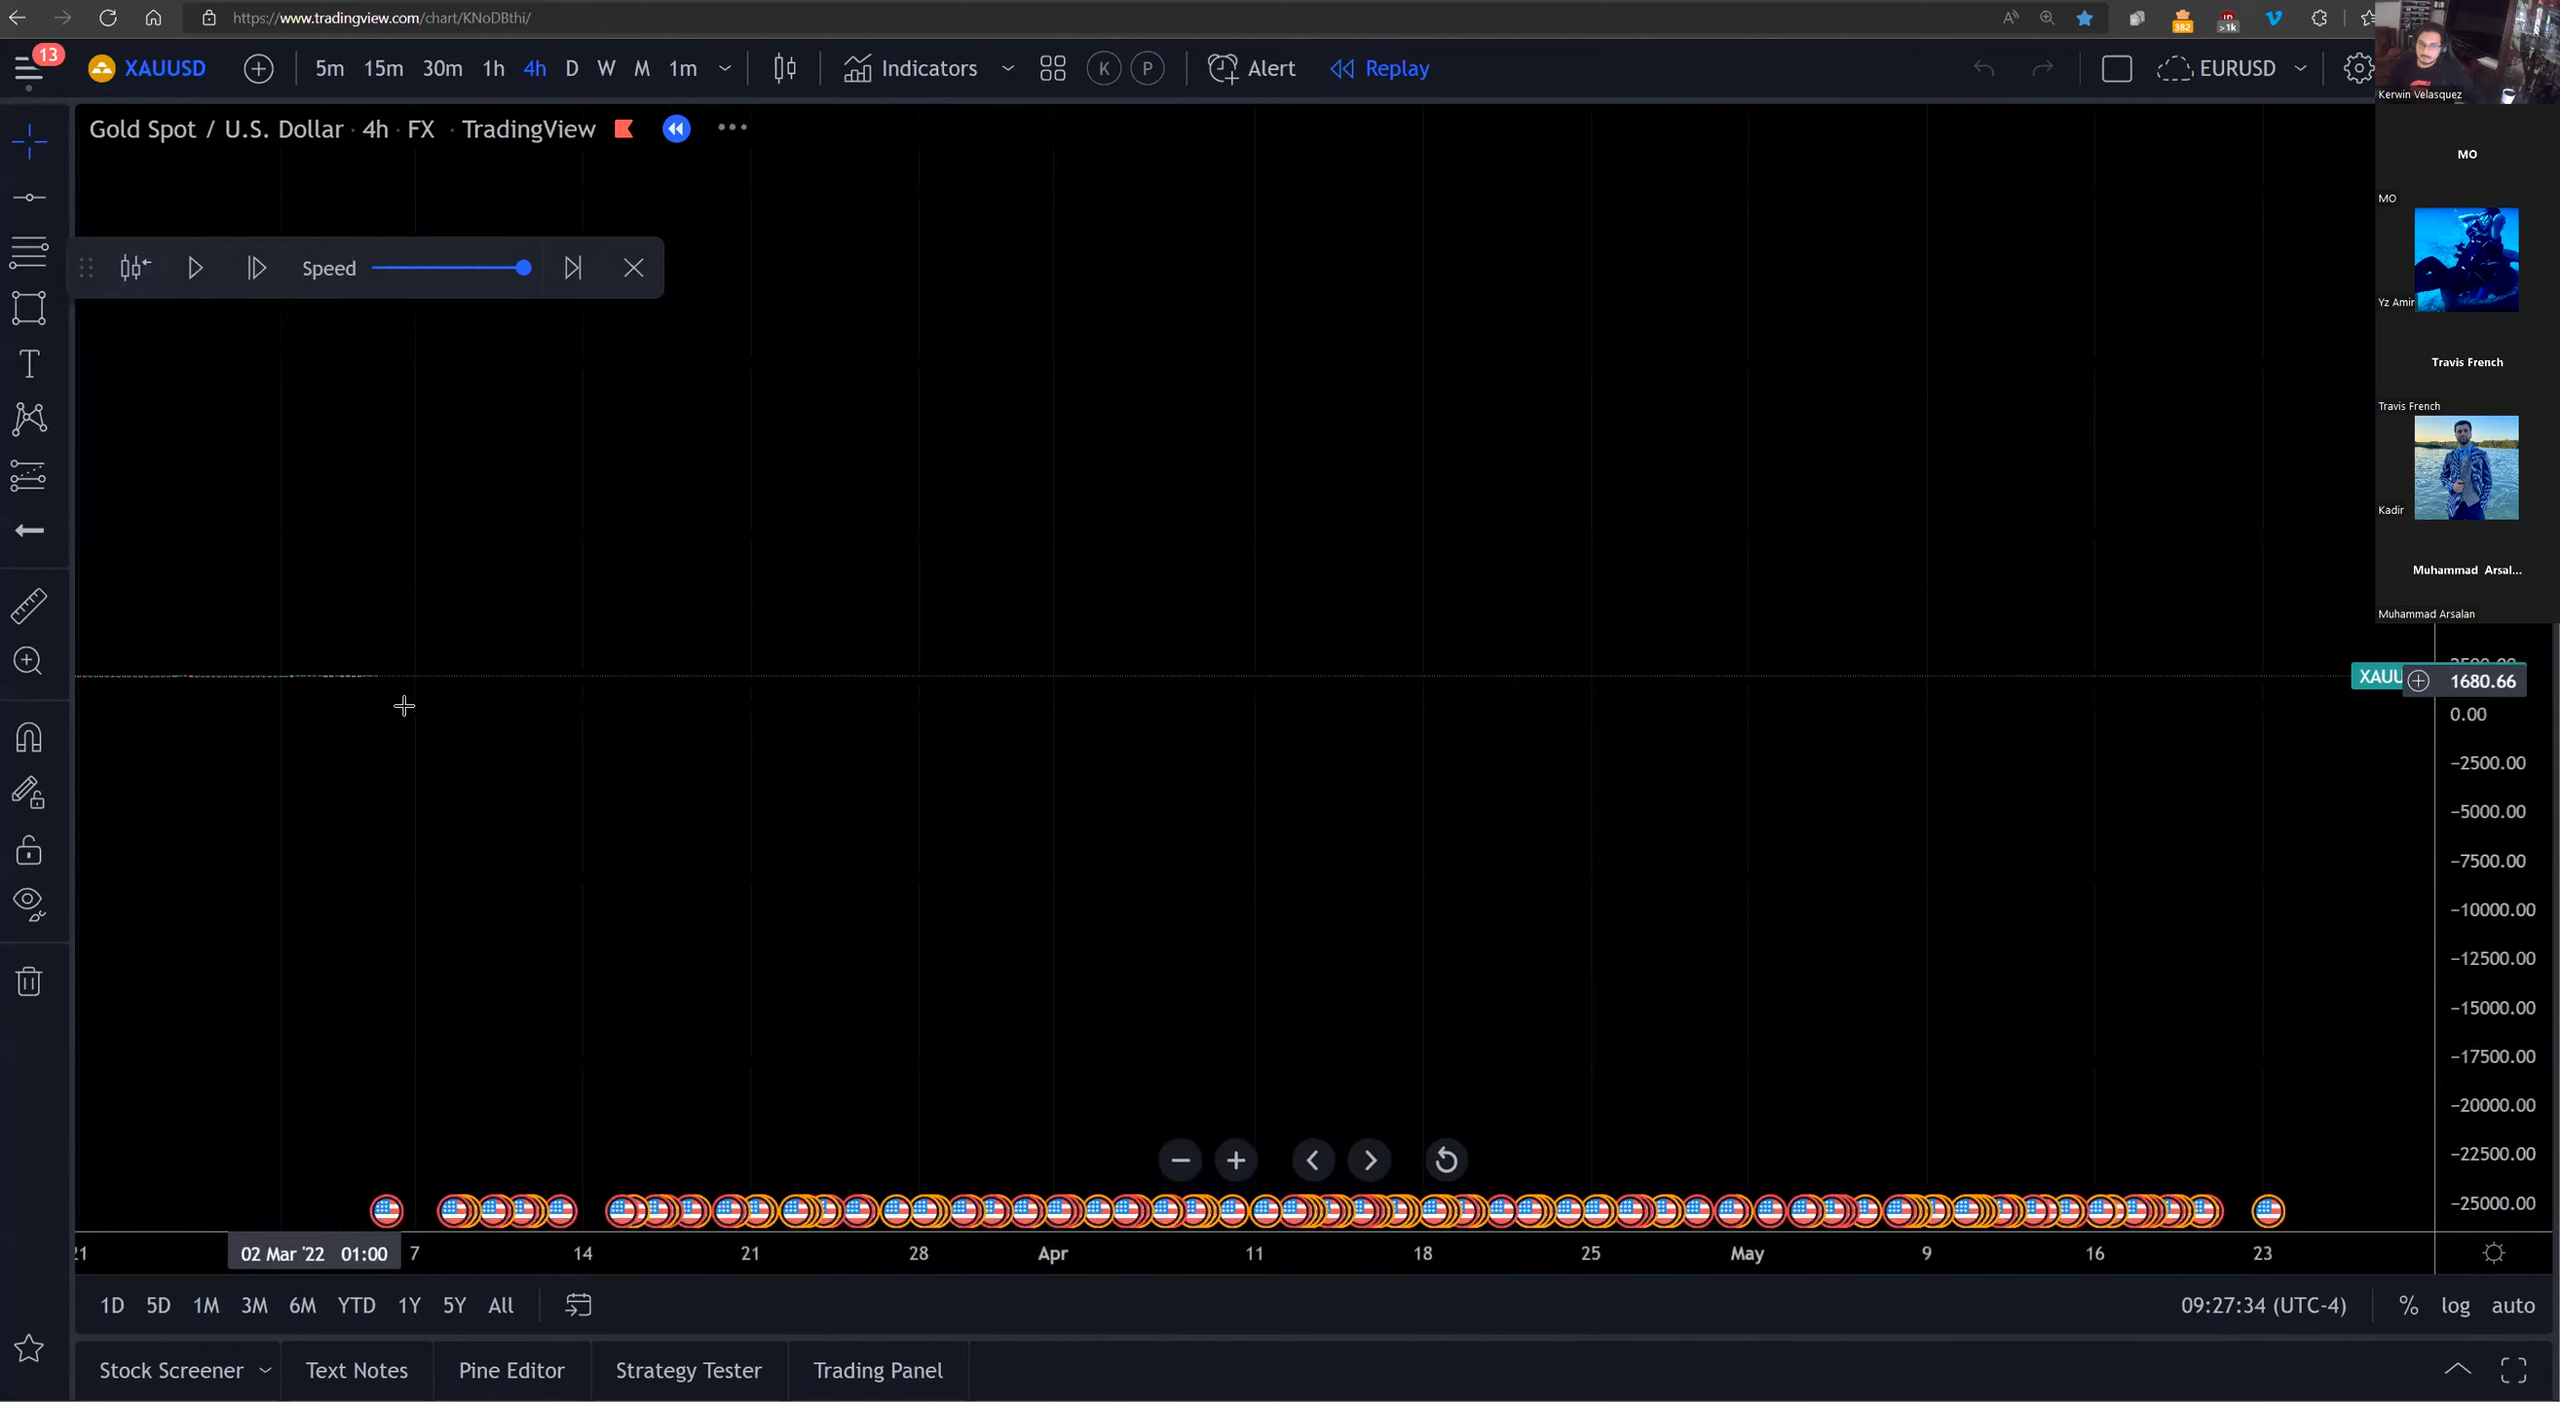 https://www.tradingview.com/chart/KNoDBthi/
382
>1k
13
XAUUSD
5m 15m 30m 1h 4h D W M 1m
Indicators
K P
Alert
Replay
EURUSD
Kerwin Velasquez
Gold Spot / U.S. Dollar · 4h · FX · TradingView
MO
MO
Speed
Yz Amir
Travis French
Travis French
Kadir
Muhammad Arsal...
Muhammad Arsalan
XAUU
1680.66
0.00
−2500.00
−5000.00
−7500.00
−10000.00
−12500.00
−15000.00
−17500.00
−20000.00
−22500.00
−25000.00
21 02 Mar '22 01:00 7 14 21 28 Apr 11 18 25 May 9 16 23
1D 5D 1M 3M 6M YTD 1Y 5Y All
09:27:34 (UTC-4) % log auto
Stock Screener Text Notes Pine Editor Strategy Tester Trading Panel